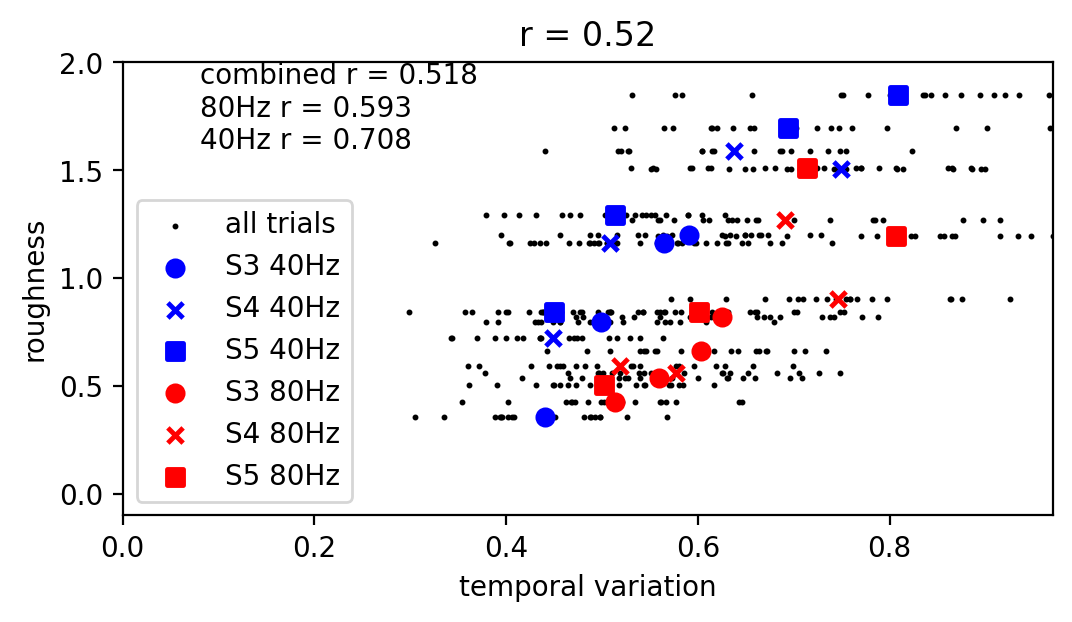 r = 0.52
2.0
combined r = 0.518
80Hz r = 0.593
40Hz r = 0.708
1.5
all trials
S3 40Hz
S4 40Hz
S5 40Hz
S3 80Hz
S4 80Hz
S5 80Hz
1.0
0.5
0.0
roughness
0.0 0.2 0.4 0.6 0.8
temporal variation